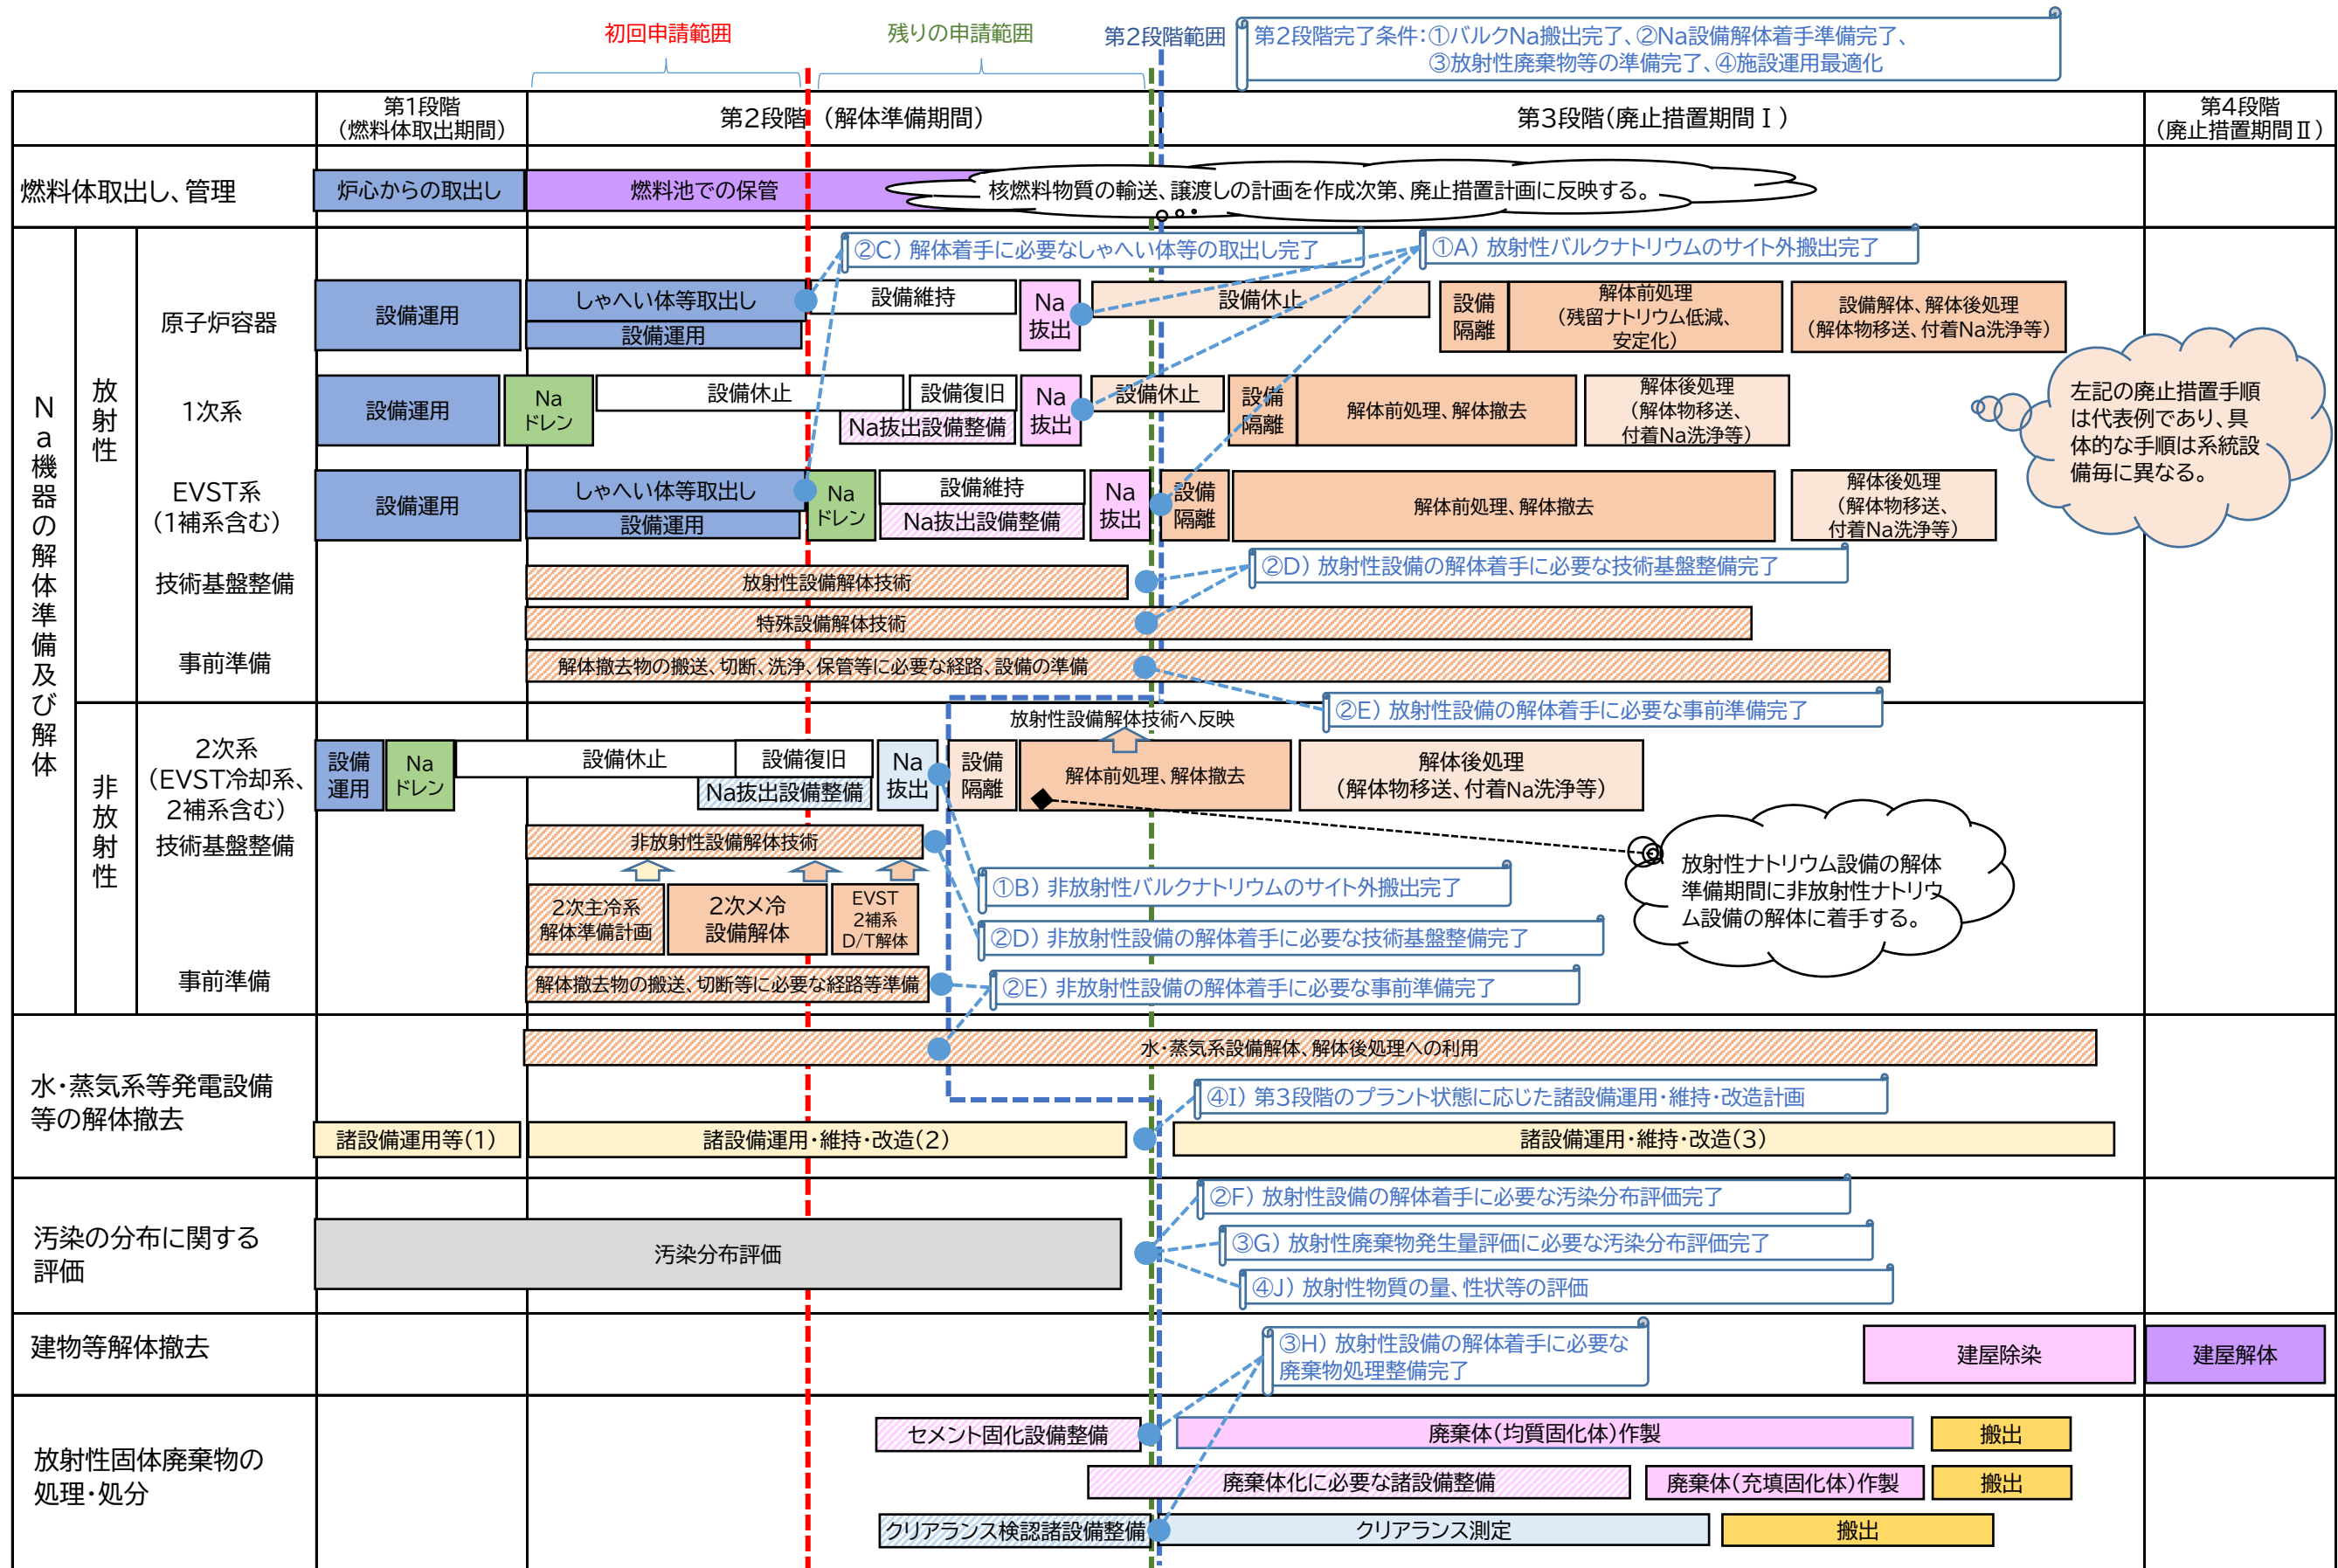 初回申請範囲
残りの申請範囲
第2段階範囲
第2段階完了条件：①バルクNa搬出完了、②Na設備解体着手準備完了、
③放射性廃棄物等の準備完了、④施設運用最適化
第1段階
（燃料体取出期間）
第2段階 （解体準備期間）
第3段階（廃止措置期間Ⅰ）
第4段階
（廃止措置期間Ⅱ）
燃料体取出し、管理
炉心からの取出し
燃料池での保管
核燃料物質の輸送、譲渡しの計画を作成次第、廃止措置計画に反映する。
②C) 解体着手に必要なしゃへい体等の取出し完了
①A) 放射性バルクナトリウムのサイト外搬出完了
Na機器の解体準備及び解体
放射性
原子炉容器
設備運用
しゃへい体等取出し
設備運用
設備維持
Na
抜出
設備休止
設備
隔離
解体前処理
（残留ナトリウム低減、
安定化）
設備解体、解体後処理
（解体物移送、付着Na洗浄等）
左記の廃止措置手順
は代表例であり、具
体的な手順は系統設
備毎に異なる。
1次系
設備運用
Na
ドレン
設備休止
設備復旧
Na抜出設備整備
Na
抜出
設備休止
設備
隔離
解体前処理、解体撤去
解体後処理
（解体物移送、
付着Na洗浄等）
EVST系
（1補系含む）
設備運用
しゃへい体等取出し
設備運用
Na
ドレン
設備維持
Na抜出設備整備
Na
抜出
設備
隔離
解体前処理、解体撤去
解体後処理
（解体物移送、
付着Na洗浄等）
技術基盤整備
放射性設備解体技術
②D) 放射性設備の解体着手に必要な技術基盤整備完了
特殊設備解体技術
事前準備
解体撤去物の搬送、切断、洗浄、保管等に必要な経路、設備の準備
②E) 放射性設備の解体着手に必要な事前準備完了
非放射性
放射性設備解体技術へ反映
2次系
（EVST冷却系、
2補系含む）
設備
運用
Na
ドレン
設備休止
設備復旧
Na抜出設備整備
Na
抜出
設備
隔離
解体前処理、解体撤去
解体後処理
（解体物移送、付着Na洗浄等）
技術基盤整備
非放射性設備解体技術
放射性ナトリウム設備の解体
準備期間に非放射性ナトリウ
ム設備の解体に着手する。
①B) 非放射性バルクナトリウムのサイト外搬出完了
2次主冷系
解体準備計画
2次メ冷
設備解体
EVST
2補系
D/T解体
②D) 非放射性設備の解体着手に必要な技術基盤整備完了
事前準備
解体撤去物の搬送、切断等に必要な経路等準備
②E) 非放射性設備の解体着手に必要な事前準備完了
水・蒸気系等発電設備
等の解体撤去
水・蒸気系設備解体、解体後処理への利用
④I) 第3段階のプラント状態に応じた諸設備運用・維持・改造計画
諸設備運用等(1)
諸設備運用・維持・改造(2)
諸設備運用・維持・改造(3)
汚染の分布に関する
評価
汚染分布評価
②F) 放射性設備の解体着手に必要な汚染分布評価完了
③G) 放射性廃棄物発生量評価に必要な汚染分布評価完了
④J) 放射性物質の量、性状等の評価
建物等解体撤去
③H) 放射性設備の解体着手に必要な
廃棄物処理整備完了
建屋除染
建屋解体
放射性固体廃棄物の
処理・処分
セメント固化設備整備
廃棄体（均質固化体）作製
搬出
廃棄体化に必要な諸設備整備
廃棄体（充填固化体）作製
搬出
クリアランス検認諸設備整備
クリアランス測定
搬出